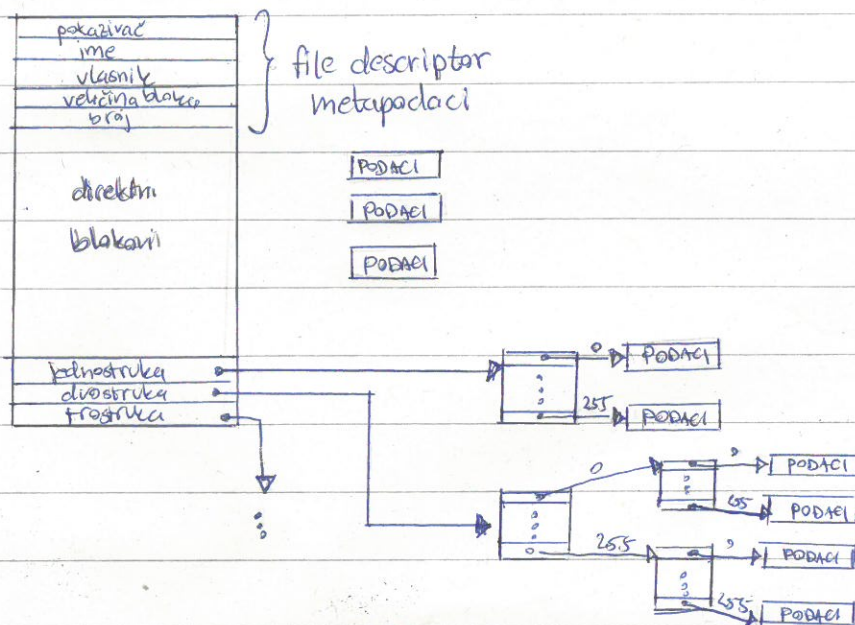 pokazivač
ime
vlasnik
veličina bloka
broj
file descriptor
metapodaci
direktni
blokovi
PODACI
PODACI
PODACI
jednostruka
dvostruka
trostruka
0
PODACI
255
PODACI
0
0
PODACI
255
PODACI
255
0
PODACI
255
PODACI